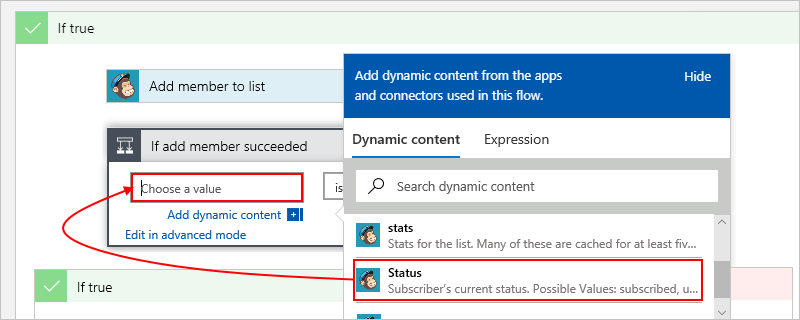 If true
Add member to list
If add member succeeded
Choose a value
is
Add dynamic content
Edit in advanced mode
If true
Add dynamic content from the apps
and connectors used in this flow.
Hide
Dynamic content
Expression
Search dynamic content
stats
Stats for the list. Many of these are cached for at least five...
Status
Subscriber's current status. Possible Values: subscribed, u...